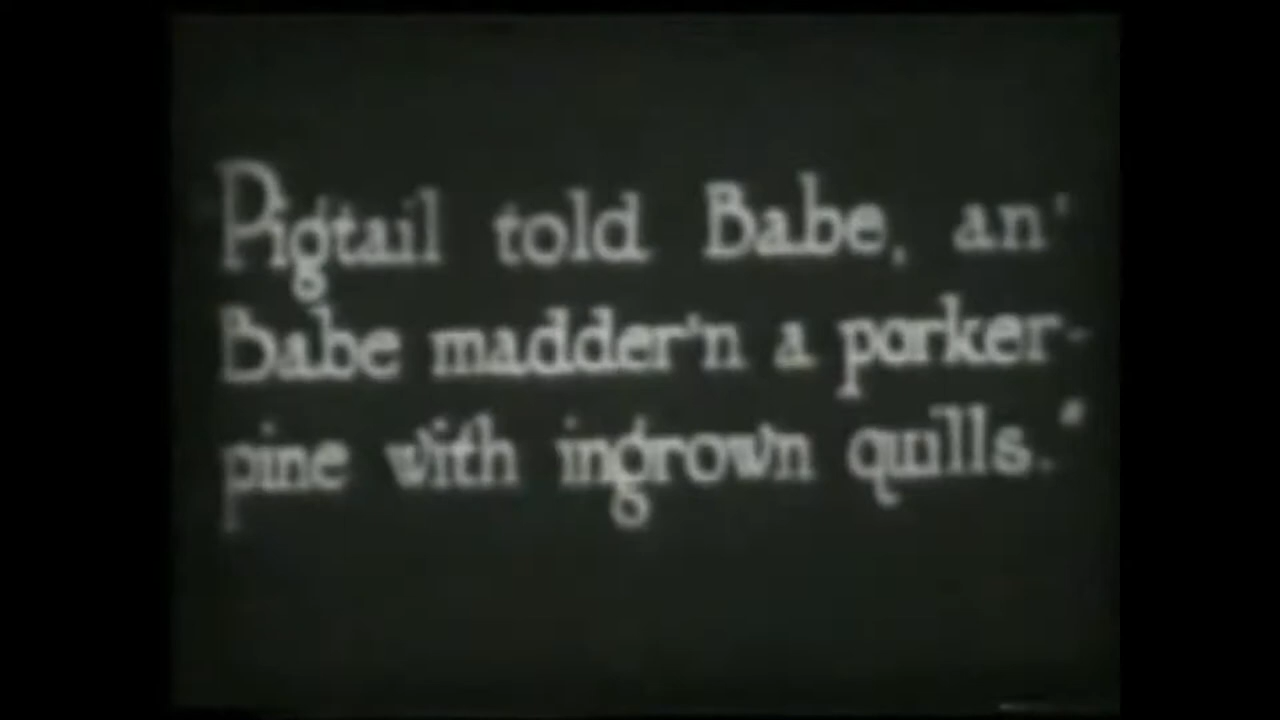 Pigtail told Babe, an'
Babe madder'n a porker-
pine with ingrown quills."